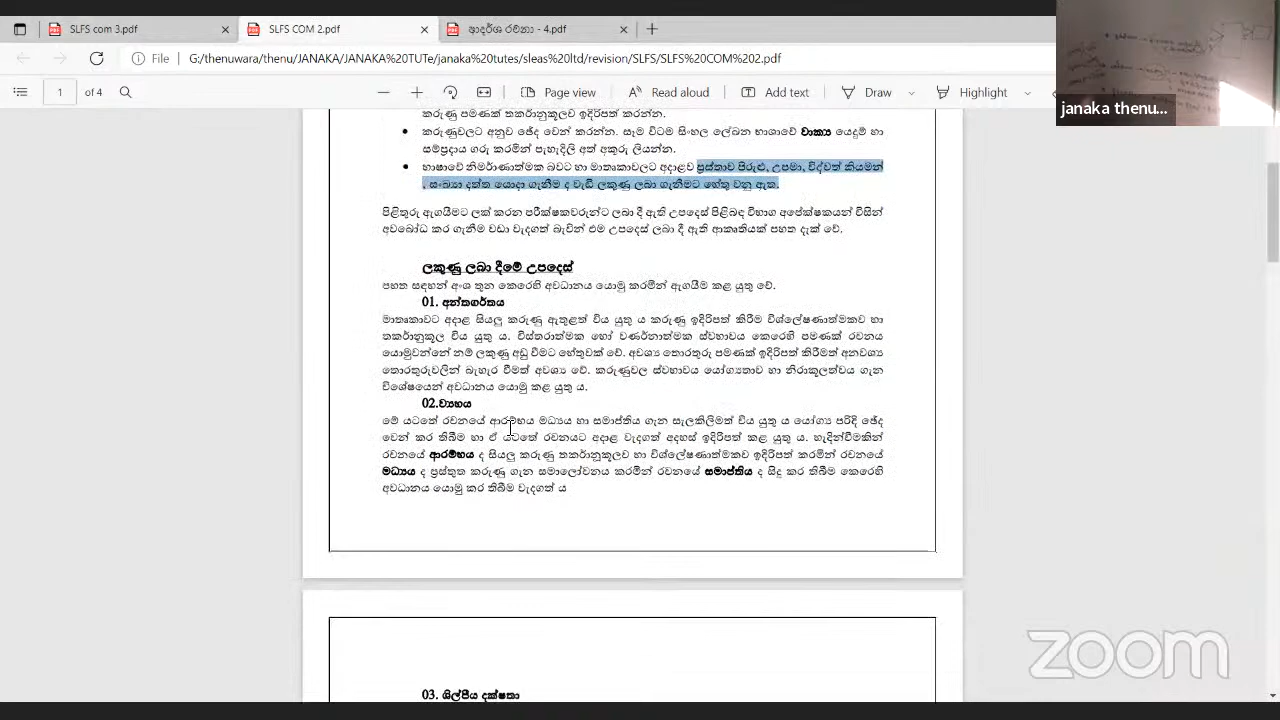 SLFS com 3.pdf
SLFS COM 2.pdf
ආදර්ශ රචනා - 4.pdf
File
G:/thenuwara/thenu/JANAKA/JANAKA%20TUTe/janaka%20tutes/sleas%20ltd/revision/SLFS/SLFS%20COM%202.pdf
1 of 4
Page view
Read aloud
Add text
Draw
Highlight
janaka thenu...
කරුණු පමණක් තර්කානුකූලව ඉදිරිපත් කරන්න.
• කරුණුවලට අනුව ඡේද වෙන් කරන්න. සෑම විටම සිංහල ලේඛන භාශාවේ වාක්‍ය යෙදුම් හා
සම්ප්‍රදාය ගරු කරමින් පැහැදිලි අත් අකුරු ලියන්න.
• භාෂාවේ නිර්මාණාත්මක බවට හා මාතෘකාවලට අදාළව ප්‍රස්තාව පිරුළු, උපමා, විද්වත් කියමන්
, සංඛ්‍යා දත්ත යොදා ගැනීම ද වැඩි ලකුණු ලබා ගැනීමට හේතු වනු ඇත.
පිළිතුරු ඇගයීමට ලක් කරන පරීක්ෂකවරුන්ට ලබා දී ඇති උපදෙස් පිළිබඳ විභාග අපේක්ෂකයන් විසින්
අවබෝධ කර ගැනීම වඩා වැදගත් බැවින් එම උපදෙස් ලබා දී ඇති ආකෘතියක් පහත දැක් වේ.
ලකුණු ලබා දීමේ උපදෙස්
පහත සඳහන් අංශ තුන කෙරෙහි අවධානය යොමු කරමින් ඇගයීම කළ යුතු වේ.
01. අන්තගර්තය
මාතෘකාවට අදාළ සියලු කරුණු ඇතුළත් විය යුතු ය කරුණු ඉදිරිපත් කිරීම විශ්ලේෂණාත්මකව හා
තර්කානුකූල විය යුතු ය. විස්තරාත්මක හෝ වර්ණනාත්මක ස්වභාවය කෙරෙහි පමණක් රචනය
යොමුවන්නේ නම් ලකුණු අඩු වීමට හේතුවක් වේ. අවශ්‍ය තොරතුරු පමණක් ඉදිරිපත් කිරීමත් අනවශ්‍ය
තොරතුරුවලින් බැහැර වීමත් අවශ්‍ය වේ. කරුණුවල ස්වභාවය යෝග්‍යතාව හා නිරාකූලත්වය ගැන
විශේෂයෙන් අවධානය යොමු කළ යුතු ය.
02.ව්‍යුහය
මේ යටතේ රචනයේ ආරම්භය මධ්‍යය හා සමාප්තිය ගැන සැලකිලිමත් විය යුතු ය යෝග්‍ය පරිදි ඡේද
වෙන් කර තිබීම හා ඒ යටතේ රචනයට අදාළ වැදගත් අදහස් ඉදිරිපත් කළ යුතු ය. හැදින්වීමකින්
රචනයේ ආරම්භය ද සියලු කරුණු තර්කානුකූලව හා විශ්ලේෂණාත්මකව ඉදිරිපත් කරමින් රචනයේ
මධ්‍යය ද ප්‍රස්තුත කරුණු ගැන සමාලෝචනය කරමින් රචනයේ සමාප්තිය ද සිදු කර තිබීම කෙරෙහි
අවධානය යොමු කර තිබීම වැදගත් ය
zoom
03. ශිල්පීය දක්ෂතා